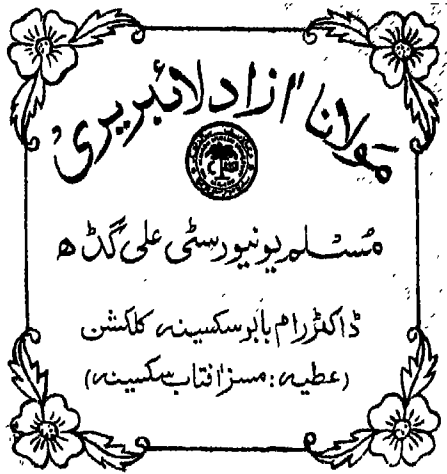 مولانا آزاد لائبریری
مسلم یونیورسٹی علی گڈھ
ڈاکٹر رام بابو سکسینہ کلکشن
(عطیہ: مسز آفتاب سکسینہ)